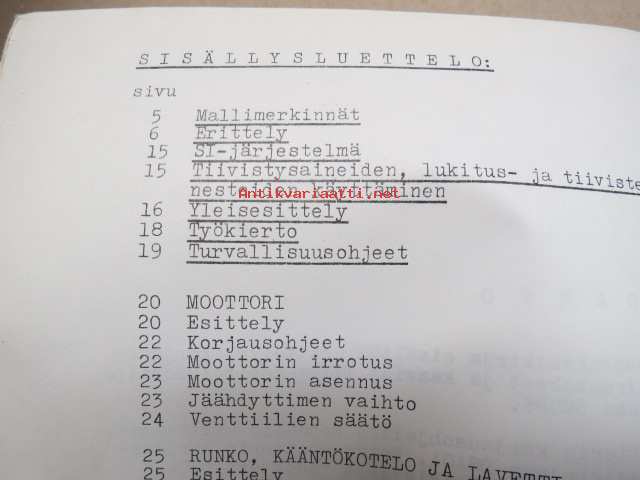 SISÄLLYSLUETTELO:
sivu
5 Mallimerkinnät
6 Erittely
15 SI-järjestelmä
15 Tiivistysaineiden, lukitus- ja tiiviste
nesteiden käyttäminen
Antikvariaatti.net
16 Yleisesittely
18 Työkierto
19 Turvallisuusohjeet
20 MOOTTORI
20 Esittely
22 Korjausohjeet
22 Moottorin irrotus
23 Moottorin asennus
23 Jäähdyttimen vaihto
24 Venttiilien säätö
25 RUNKO, KÄÄNTÖKOTELO JA LAVETTI
25 Esittely